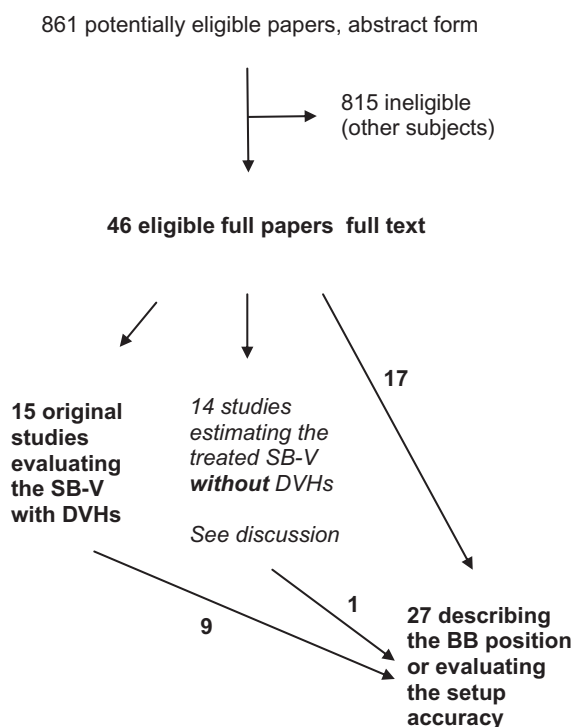 861 potentially eligible papers, abstract form
815 ineligible
(other subjects)
46 eligible full papers full text
17
15 original
studies
evaluating
the SB-V
with DVHs
14 studies
estimating the
treated SB-V
without DVHs
See discussion
9
1
27 describing
the BB position
or evaluating
the setup
accuracy